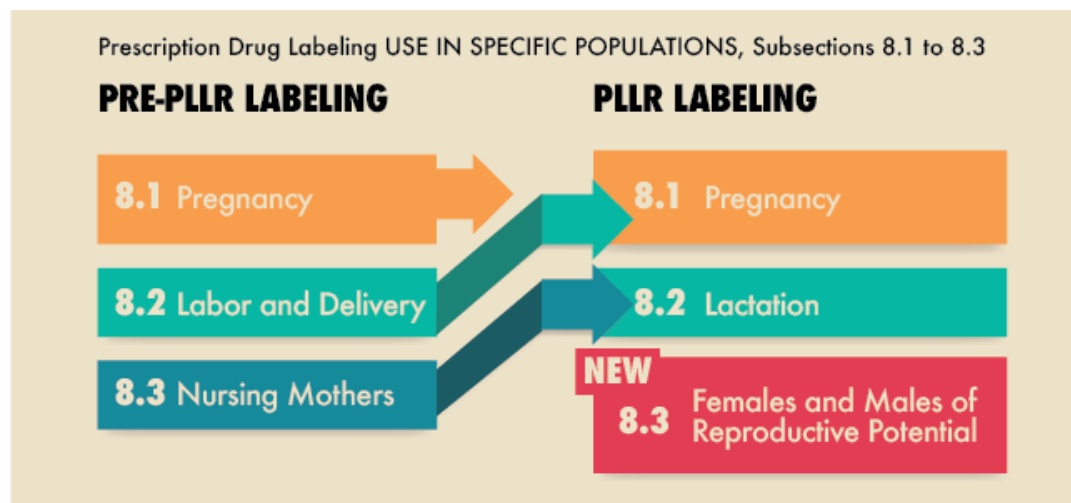 Prescription Drug Labeling USE IN SPECIFIC POPULATIONS, Subsections 8.1 to 8.3
PRE-PLLR LABELING
8.1 Pregnancy
8.2 Labor and Delivery
8.3 Nursing Mothers
PLLR LABELING
8.1 Pregnancy
8.2 Lactation
NEW
8.3 Females and Males of
Reproductive Potential